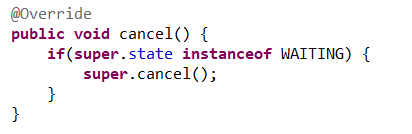 @Override
public void cancel() {
    if(super.state instanceof WAITING) {
        super.cancel();
    }
}